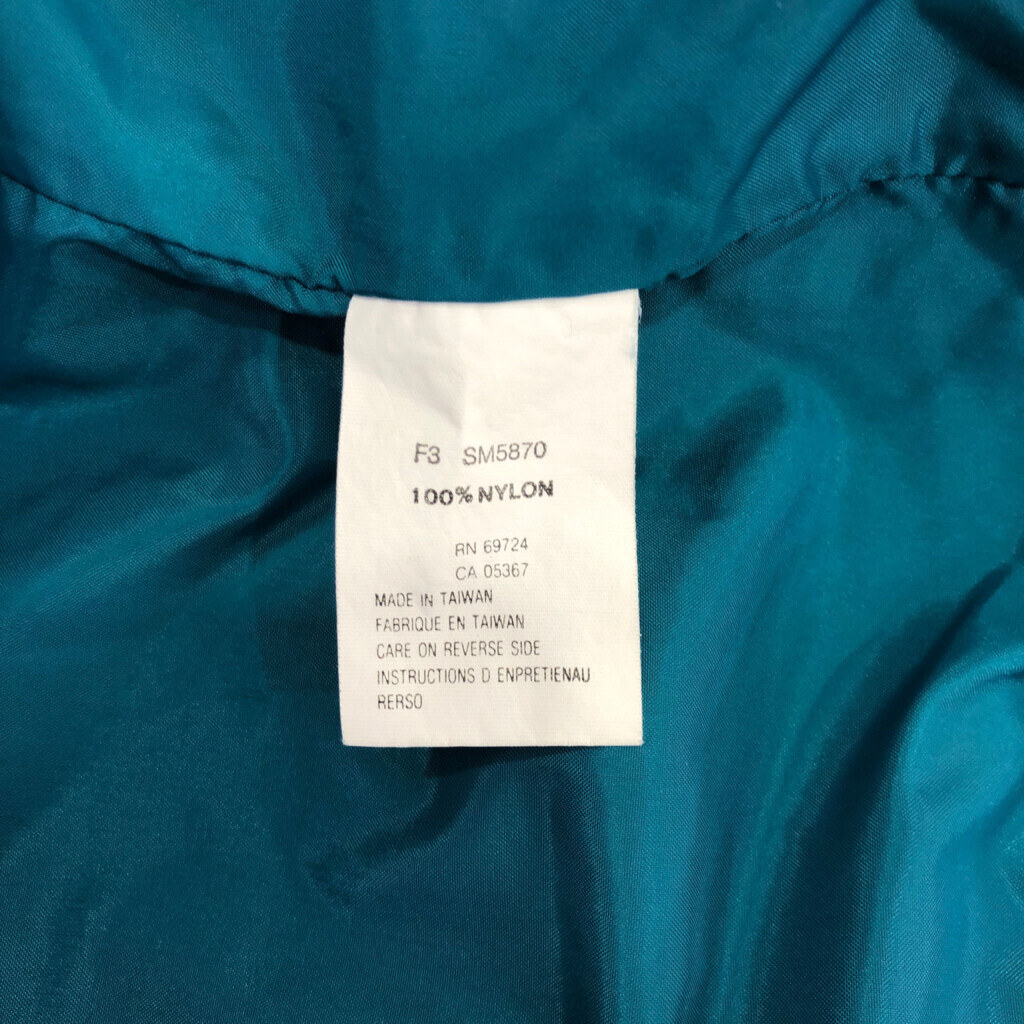 F3 SM5870
100% NYLON
RN 69724
CA 05367
MADE IN TAIWAN
FABRIQUE EN TAIWAN
CARE ON REVERSE SIDE
INSTRUCTIONS D ENPRETIENAU
RERSO